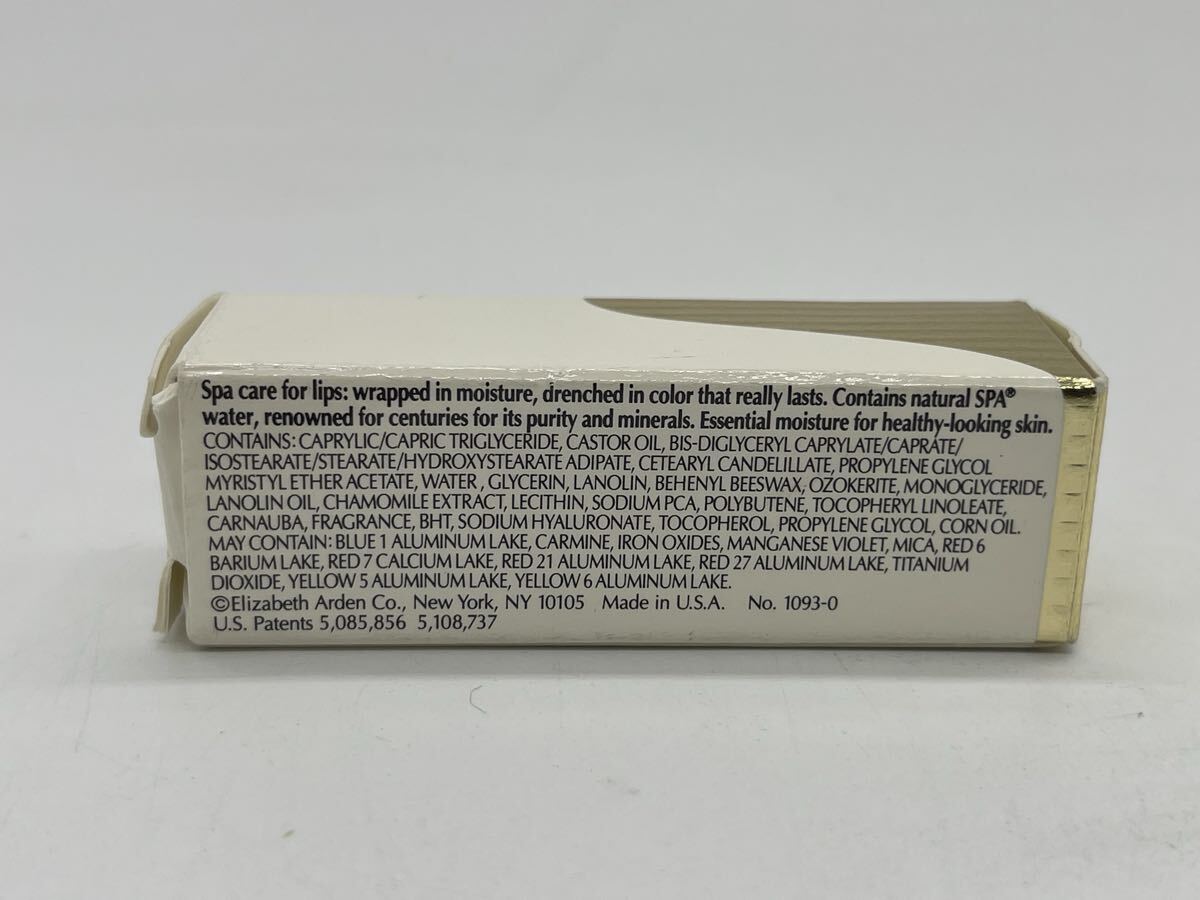 Spa care for lips: wrapped in moisture, drenched in color that really lasts. Contains natural SPA®
water, renowned for centuries for its purity and minerals. Essential moisture for healthy-looking skin.
CONTAINS: CAPRYLIC/CAPRIC TRIGLYCERIDE, CASTOR OIL, BIS-DIGLYCERYL CAPRYLATE/CAPRATE/
ISOSTEARATE/STEARATE/HYDROXYSTEARATE ADIPATE, CETEARYL CANDELILLATE, PROPYLENE GLYCOL
MYRISTYL ETHER ACETATE, WATER, GLYCERIN, LANOLIN, BEHENYL BEESWAX, OZOKERITE, MONOGLYCERIDE,
LANOLIN OIL, CHAMOMILE EXTRACT, LECITHIN, SODIUM PCA, POLYBUTENE, TOCOPHERYL LINOLEATE,
CARNAUBA, FRAGRANCE, BHT, SODIUM HYALURONATE, TOCOPHEROL, PROPYLENE GLYCOL, CORN OIL.
MAY CONTAIN: BLUE 1 ALUMINUM LAKE, CARMINE, IRON OXIDES, MANGANESE VIOLET, MICA, RED 6
BARIUM LAKE, RED 7 CALCIUM LAKE, RED 21 ALUMINUM LAKE, RED 27 ALUMINUM LAKE, TITANIUM
DIOXIDE, YELLOW 5 ALUMINUM LAKE, YELLOW 6 ALUMINUM LAKE.
©Elizabeth Arden Co., New York, NY 10105 Made in U.S.A. No. 1093-0
U.S. Patents 5,085,856 5,108,737